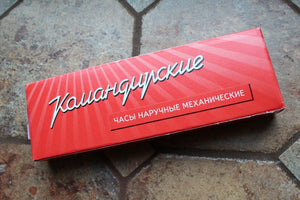 Командирские
ЧАСЫ НАРУЧНЫЕ МЕХАНИЧЕСКИЕ